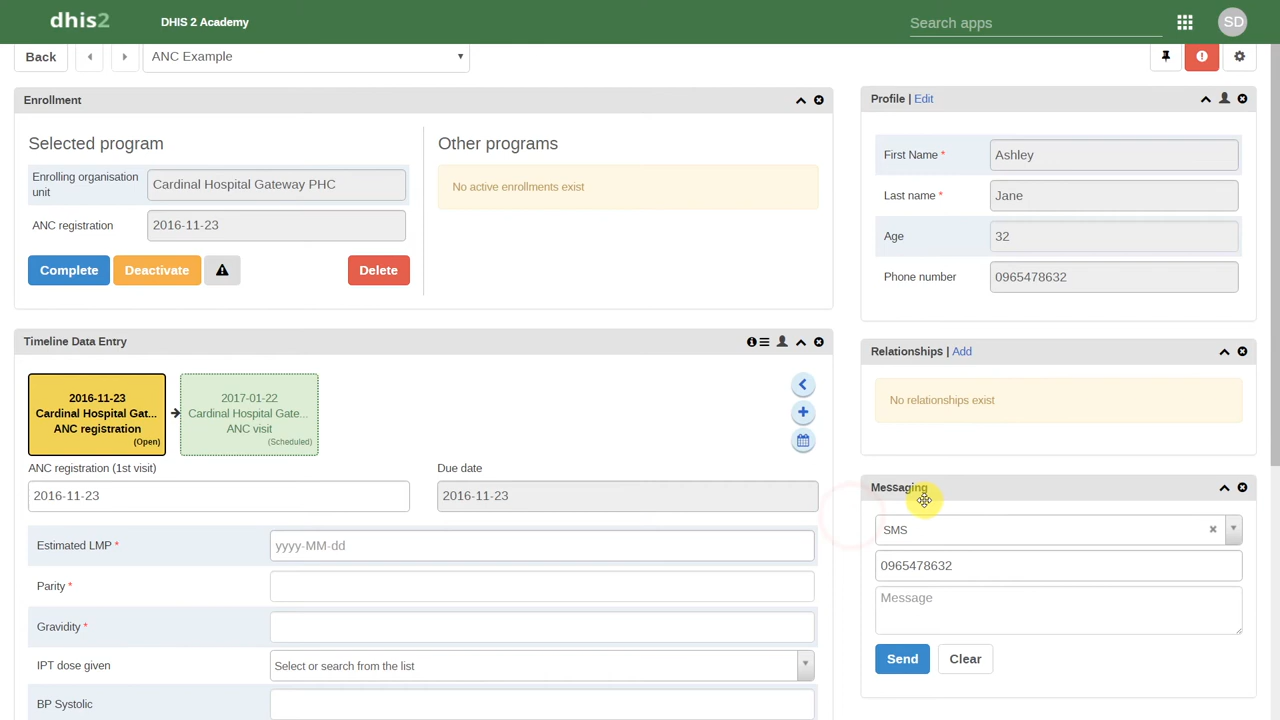 dhis2
DHIS 2 Academy
Search apps
SD
Back
ANC Example
Enrollment
Selected program
Enrolling organisation
unit
Cardinal Hospital Gateway PHC
ANC registration
2016-11-23
Complete
Deactivate
Delete
Other programs
No active enrollments exist
Profile | Edit
First Name *
Ashley
Last name *
Jane
Age
32
Phone number
0965478632
Relationships | Add
No relationships exist
Timeline Data Entry
2016-11-23
Cardinal Hospital Gat...
ANC registration
(Open)
2017-01-22
Cardinal Hospital Gate...
ANC visit
(Scheduled)
ANC registration (1st visit)
2016-11-23
Due date
2016-11-23
Estimated LMP *
yyyy-MM-dd
Parity *
Gravidity *
IPT dose given
Select or search from the list
BP Systolic
Messaging
SMS
0965478632
Message
Send
Clear